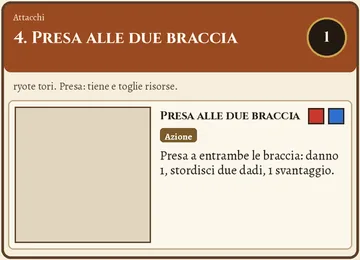 Attacchi
4. Presa alle due braccia
1
ryote tori. Presa: tiene e toglie risorse.
Presa alle due braccia
Azione
Presa a entrambe le braccia: danno
1, stordisci due dadi, 1 svantaggio.